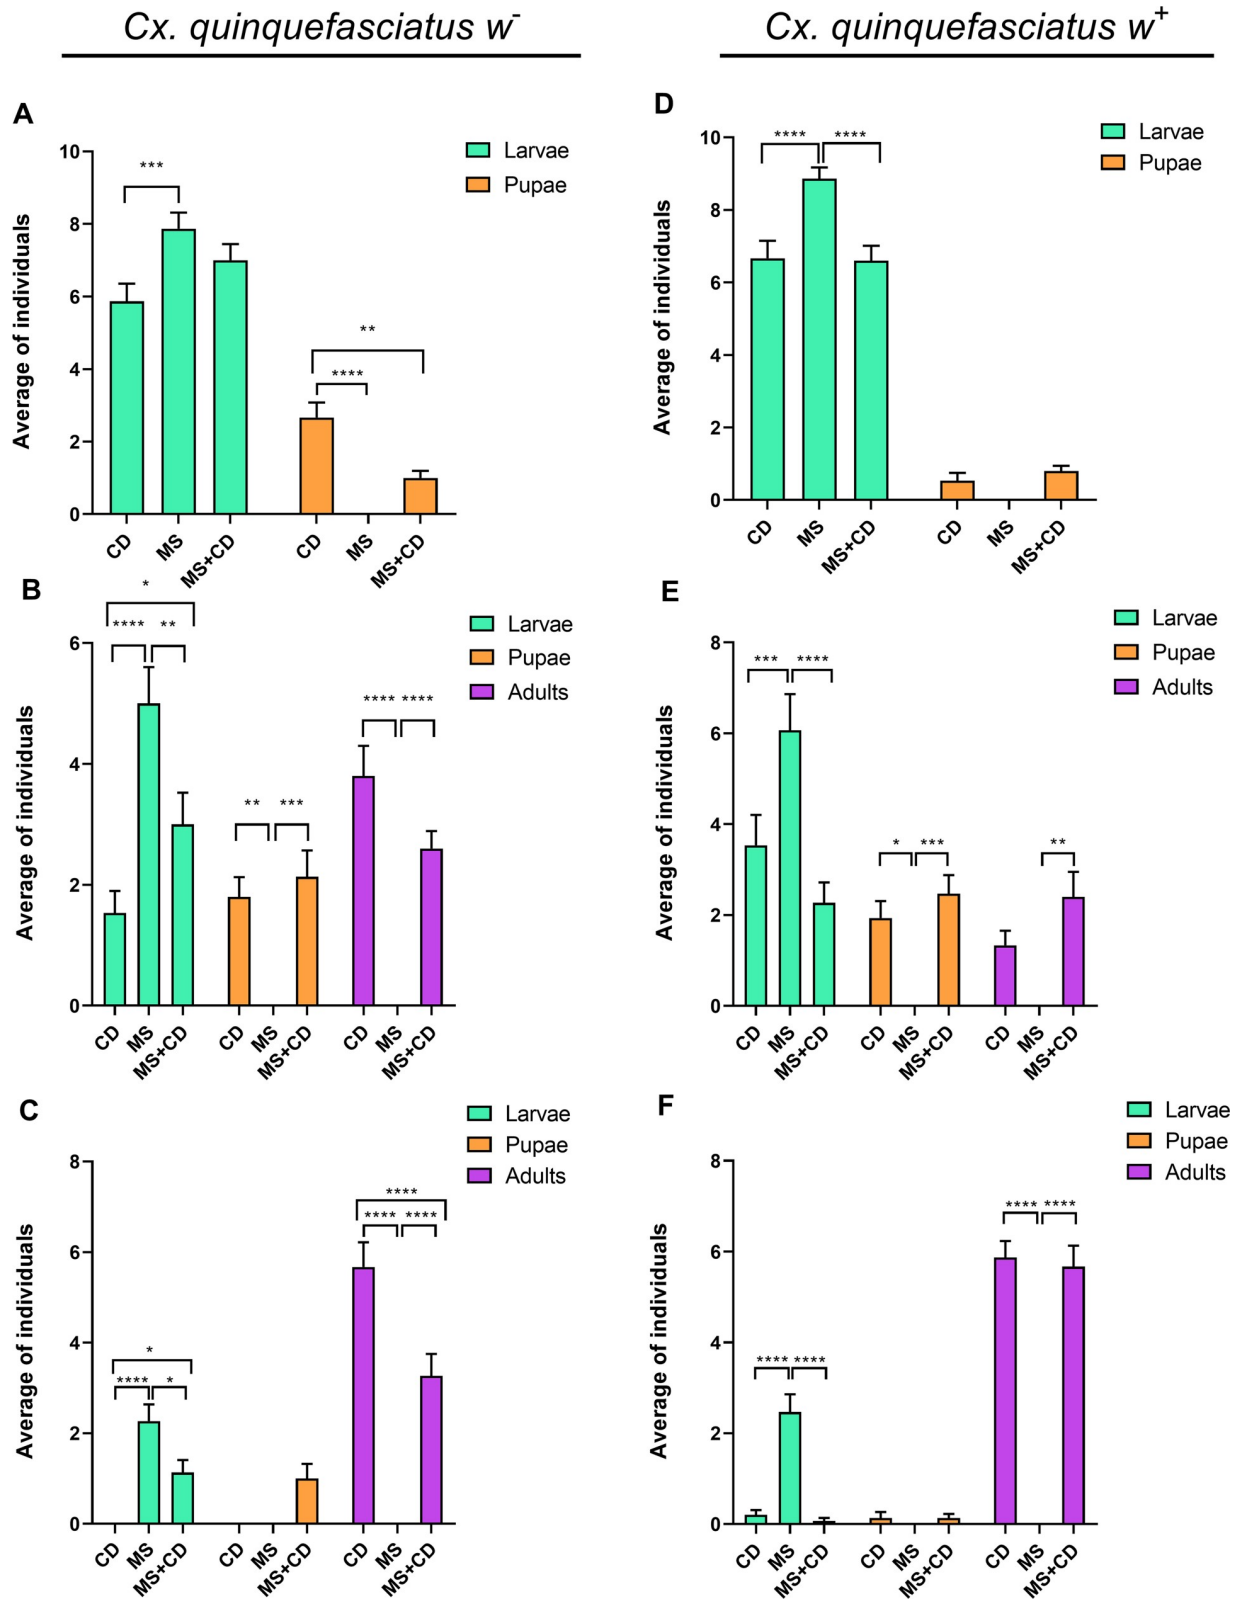 Cx. quinquefasciatus w-
Cx. quinquefasciatus w+
A
Larvae
Pupae
Average of individuals
10
8
6
4
2
0
***
**
****
CD
MS
MS+CD
CD
MS
MS+CD
D
Larvae
Pupae
Average of individuals
10
8
6
4
2
0
**** ****
CD
MS
MS+CD
CD
MS
MS+CD
B
Larvae
Pupae
Adults
Average of individuals
6
4
2
0
*
**** **
** ***
**** ****
CD
MS
MS+CD
CD
MS
MS+CD
CD
MS
MS+CD
E
Larvae
Pupae
Adults
Average of individuals
8
6
4
2
0
*** ****
* ***
**
CD
MS
MS+CD
CD
MS
MS+CD
CD
MS
MS+CD
C
Larvae
Pupae
Adults
Average of individuals
8
6
4
2
0
*
**** *
****
**** ****
CD
MS
MS+CD
CD
MS
MS+CD
CD
MS
MS+CD
F
Larvae
Pupae
Adults
Average of individuals
8
6
4
2
0
**** ****
**** ****
CD
MS
MS+CD
CD
MS
MS+CD
CD
MS
MS+CD